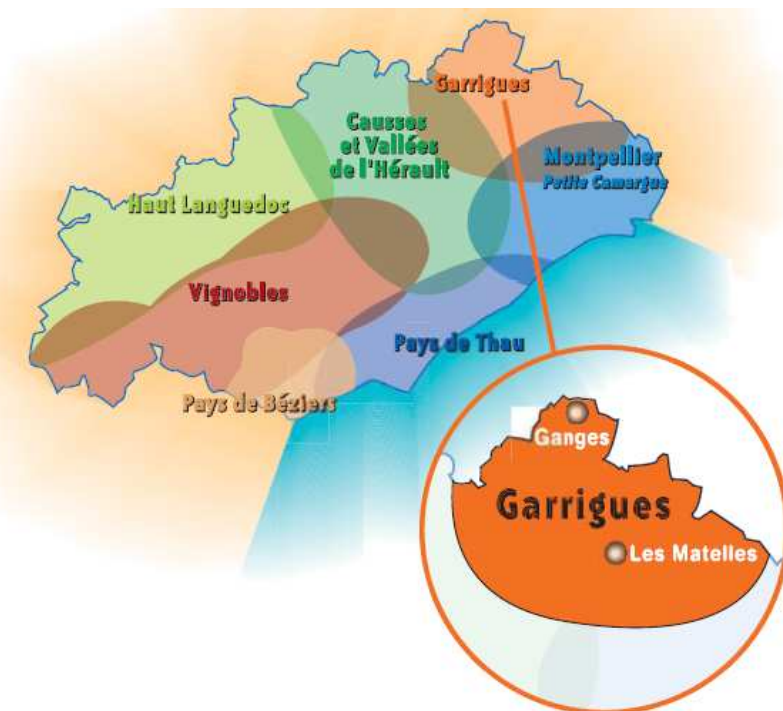 Garrigues
Causses
et Vallées
de l'Hérault
Montpellier
Petite Camargue
Haut Languedoc
Vignobles
Pays de Thau
Pays de Béziers
Ganges
Garrigues
Les Matelles